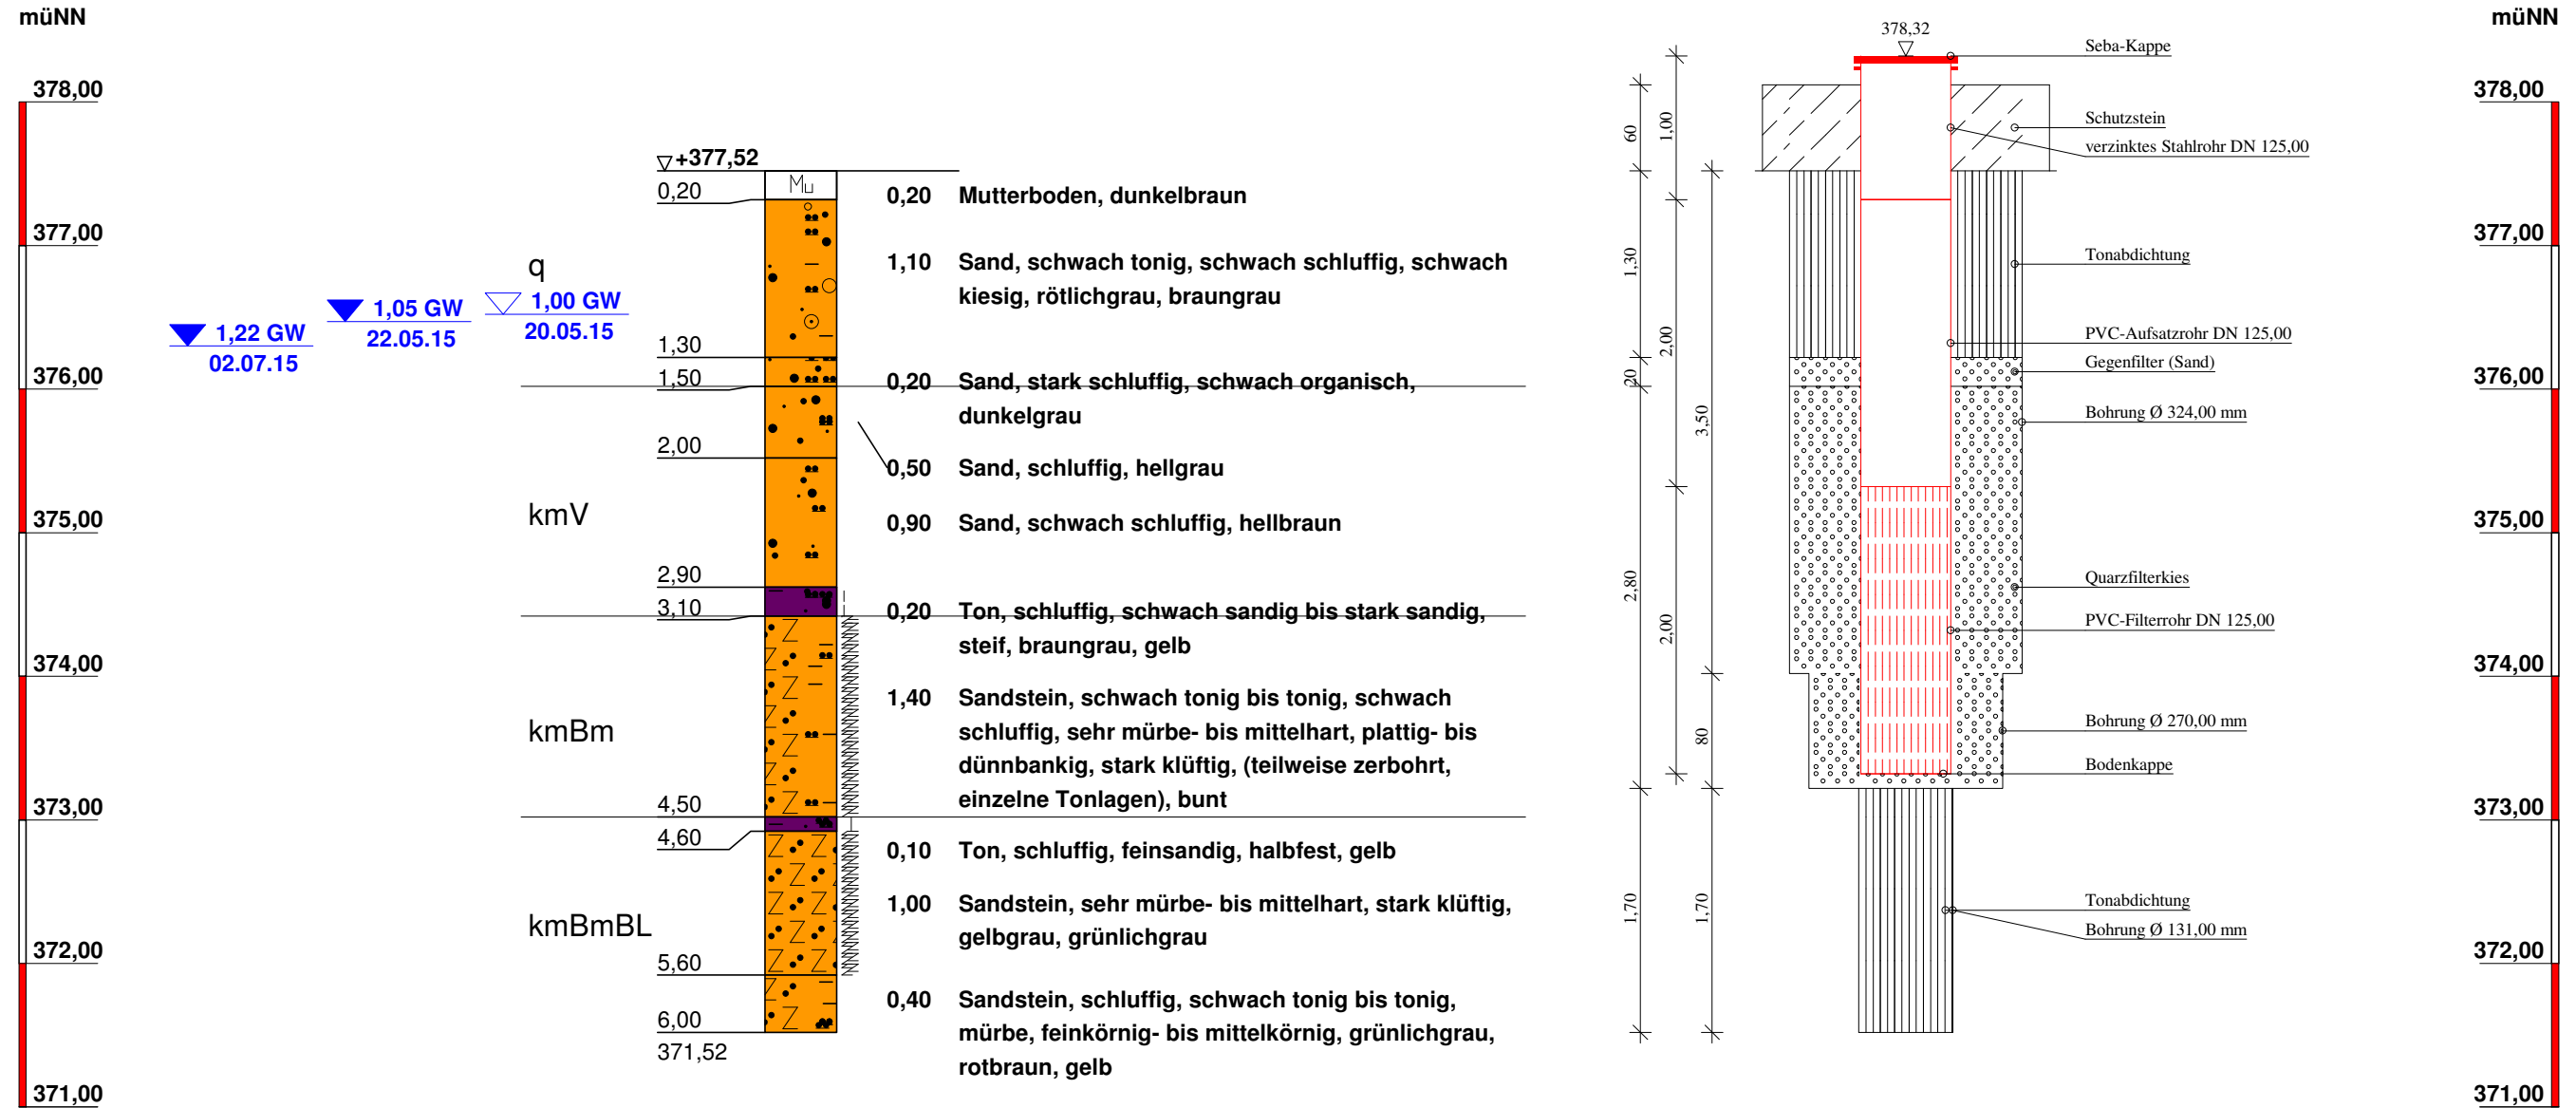 müNN
378,00
377,00
376,00
375,00
374,00
373,00
372,00
371,00
1,22 GW
02.07.15
1,05 GW
22.05.15
1,00 GW
20.05.15
q
kmV
kmBm
kmBmBL
+377,52
0,20
1,30
1,50
2,00
2,90
3,10
4,50
4,60
5,60
6,00
371,52
Mu
0,20 Mutterboden, dunkelbraun
1,10 Sand, schwach tonig, schwach schluffig, schwach
kiesig, rötlichgrau, braungrau
0,20 Sand, stark schluffig, schwach organisch,
dunkelgrau
0,50 Sand, schluffig, hellgrau
0,90 Sand, schwach schluffig, hellbraun
0,20 Ton, schluffig, schwach sandig bis stark sandig,
steif, braungrau, gelb
1,40 Sandstein, schwach tonig bis tonig, schwach
schluffig, sehr mürbe- bis mittelhart, plattig- bis
dünnbankig, stark klüftig, (teilweise zerbohrt,
einzelne Tonlagen), bunt
0,10 Ton, schluffig, feinsandig, halbfest, gelb
1,00 Sandstein, sehr mürbe- bis mittelhart, stark klüftig,
gelbgrau, grünlichgrau
0,40 Sandstein, schluffig, schwach tonig bis tonig,
mürbe, feinkörnig- bis mittelkörnig, grünlichgrau,
rotbraun, gelb
60
1,30
20
2,80
1,70
1,00
2,00
2,00
3,50
80
1,70
378,32
Seba-Kappe
Schutzstein
verzinktes Stahlrohr DN 125,00
Tonabdichtung
PVC-Aufsatzrohr DN 125,00
Gegenfilter (Sand)
Bohrung Ø 324,00 mm
Quarzfilterkies
PVC-Filterrohr DN 125,00
Bohrung Ø 270,00 mm
Bodenkappe
Tonabdichtung
Bohrung Ø 131,00 mm
müNN
378,00
377,00
376,00
375,00
374,00
373,00
372,00
371,00